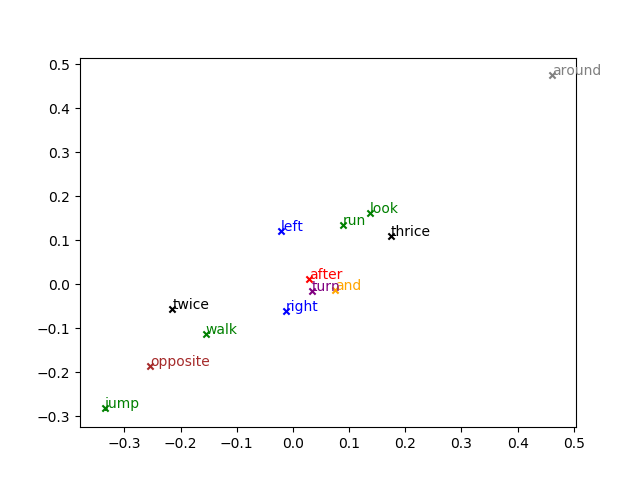 0.5
around
0.4
0.3
0.2
look
run
left
thrice
0.1
after
0.0
turn
and
twice
right
−0.1
walk
opposite
−0.2
jump
−0.3
−0.3 −0.2 −0.1 0.0 0.1 0.2 0.3 0.4 0.5